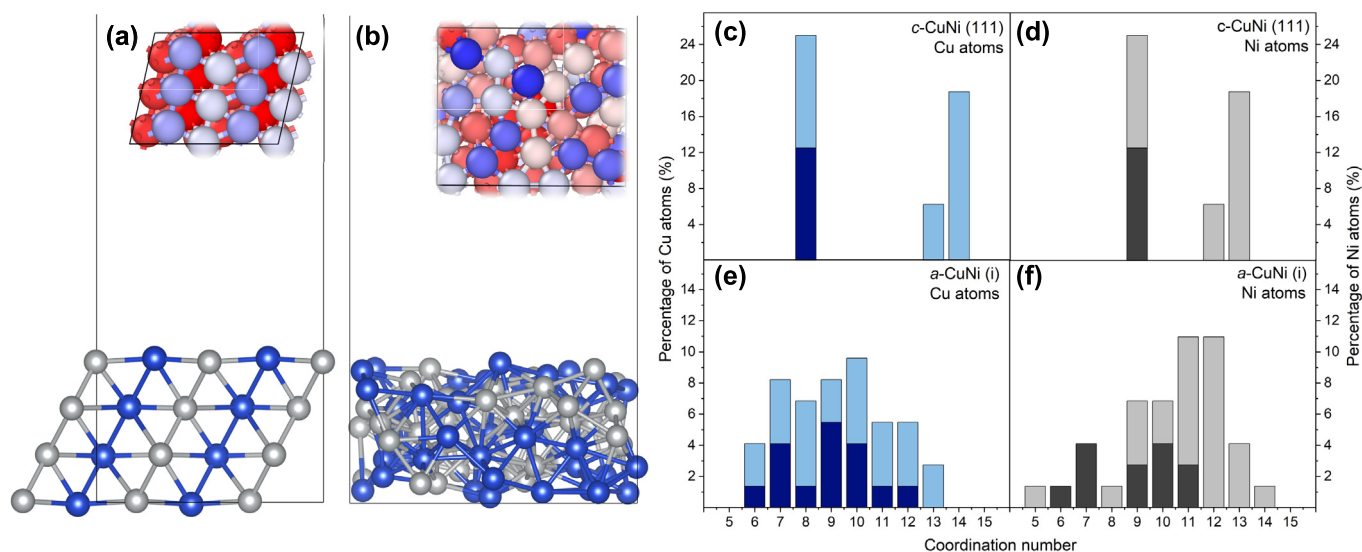 (a)
(b)
(c)
c-CuNi (111)
Cu atoms
c-CuNi (111)
Ni atoms
(d)
24
20
16
12
8
4
24
20
16
12
8
4
Percentage of Cu atoms (%)
Percentage of Ni atoms (%)
(e)
a-CuNi (i)
Cu atoms
(f)
a-CuNi (i)
Ni atoms
14
12
10
8
6
4
2
14
12
10
8
6
4
2
5 6 7 8 9 10 11 12 13 14 15
5 6 7 8 9 10 11 12 13 14 15
Coordination number